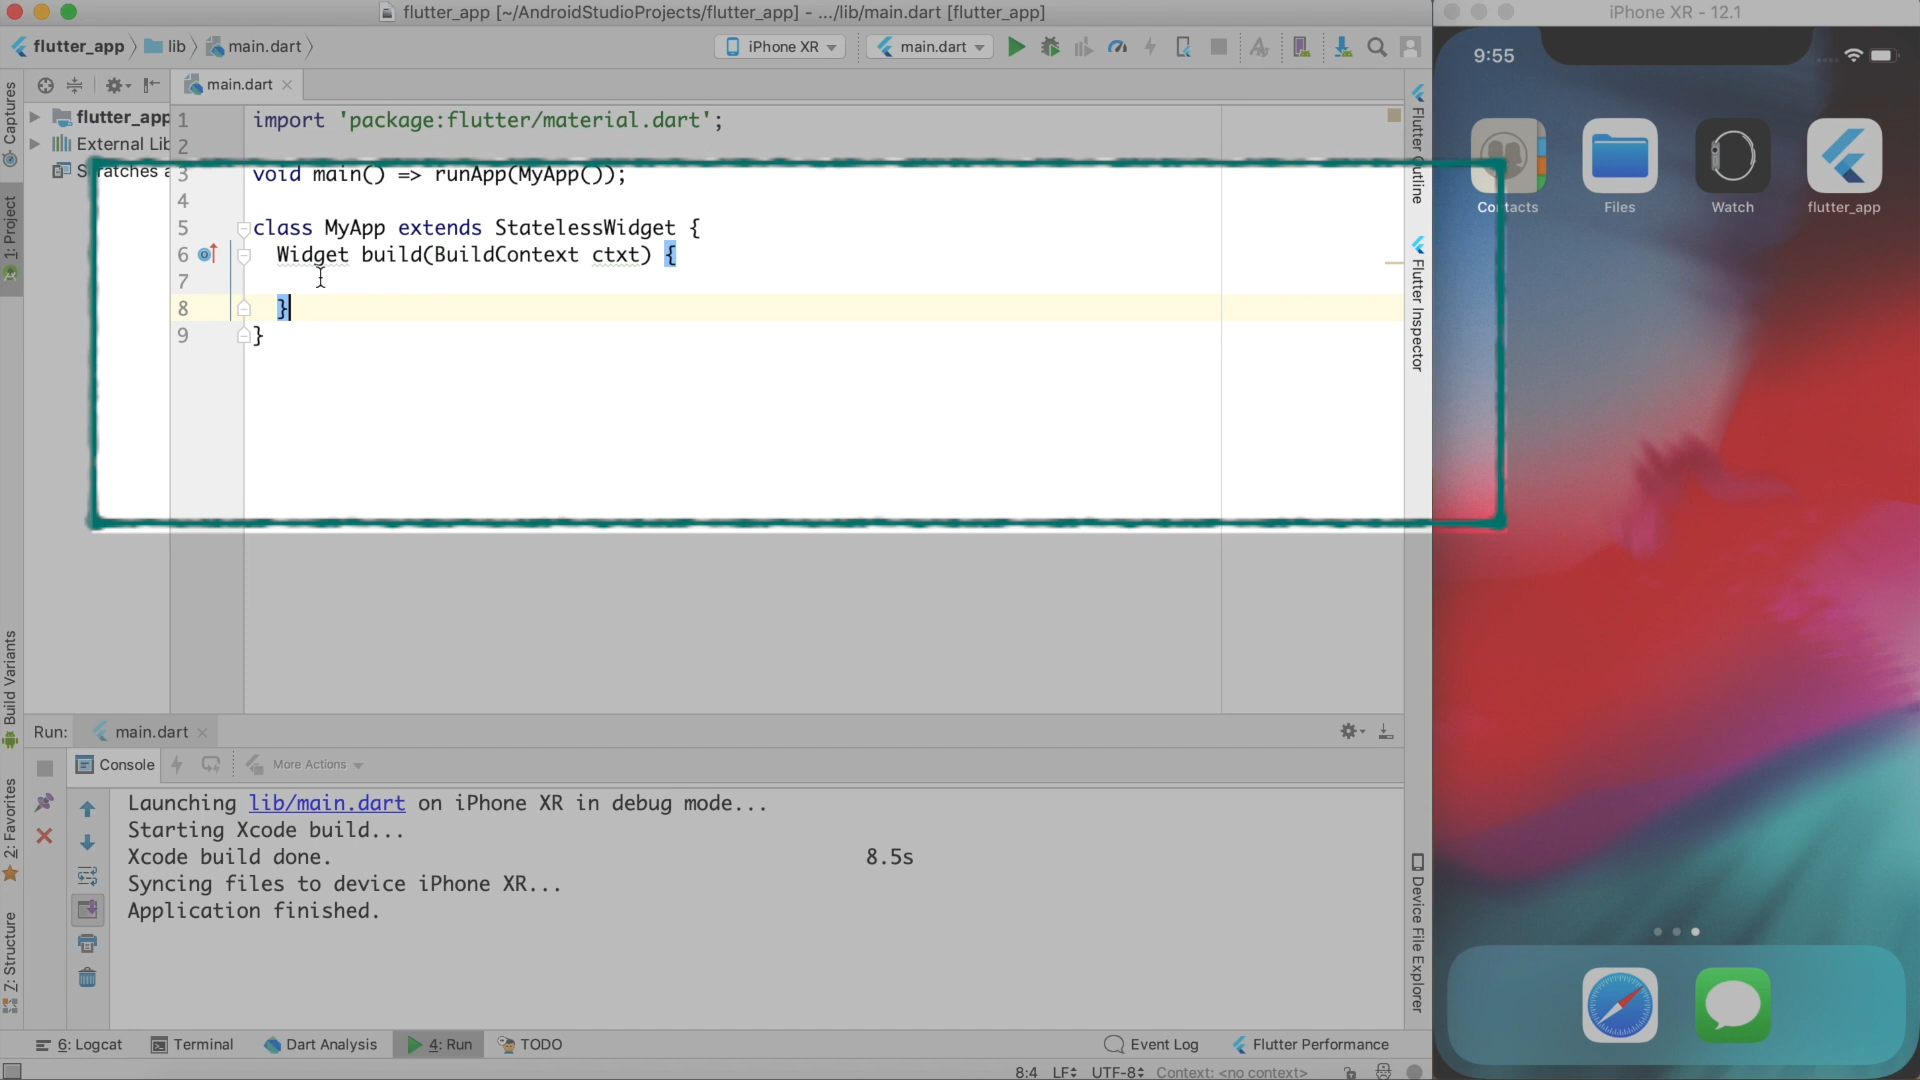 flutter_app [~/AndroidStudioProjects/flutter_app] - .../lib/main.dart [flutter_app]
iPhone XR - 12.1
flutter_app
lib
main.dart
iPhone XR
main.dart
9:55
main.dart
Captures
1: Project
Build Variants
2: Favorites
Z: Structure
flutter_app
External Lib
Scratches a
1 import 'package:flutter/material.dart';
2
3 void main() => runApp(MyApp());
4
5 class MyApp extends StatelessWidget {
6 Widget build(BuildContext ctxt) {
7
8 }
9 }
Flutter Outline
Flutter Inspector
Device File Explorer
Contacts
Files
Watch
flutter_app
Run: main.dart
Console
More Actions
Launching lib/main.dart on iPhone XR in debug mode...
Starting Xcode build...
Xcode build done. 8.5s
Syncing files to device iPhone XR...
Application finished.
6: Logcat
Terminal
Dart Analysis
4: Run
TODO
Event Log
Flutter Performance
8:4 LF UTF-8 Context: <no context>